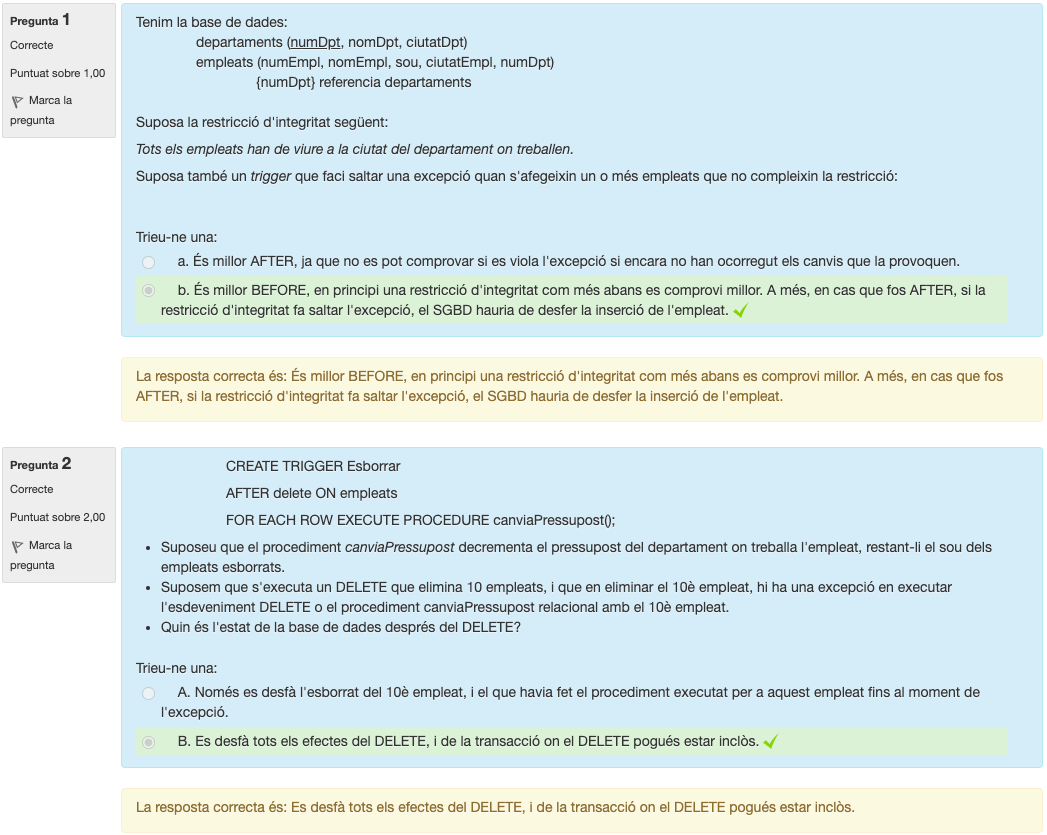 Pregunta 1
Correcte
Puntuat sobre 1,00
Marca la
pregunta
Tenim la base de dades:
departaments (numDpt, nomDpt, ciutatDpt)
empleats (numEmpl, nomEmpl, sou, ciutatEmpl, numDpt)
{numDpt} referencia departaments
Suposa la restricció d'integritat següent:
Tots els empleats han de viure a la ciutat del departament on treballen.
Suposa també un trigger que faci saltar una excepció quan s'afegeixin un o més empleats que no compleixin la restricció:
Trieu-ne una:
a. És millor AFTER, ja que no es pot comprovar si es viola l'excepció si encara no han ocorregut els canvis que la provoquen.
b. És millor BEFORE, en principi una restricció d'integritat com més abans es comprovi millor. A més, en cas que fos AFTER, si la
restricció d'integritat fa saltar l'excepció, el SGBD hauria de desfer la inserció de l'empleat.
La resposta correcta és: És millor BEFORE, en principi una restricció d'integritat com més abans es comprovi millor. A més, en cas que fos
AFTER, si la restricció d'integritat fa saltar l'excepció, el SGBD hauria de desfer la inserció de l'empleat.
Pregunta 2
Correcte
Puntuat sobre 2,00
Marca la
pregunta
CREATE TRIGGER Esborrar
AFTER delete ON empleats
FOR EACH ROW EXECUTE PROCEDURE canviaPressupost();
• Suposeu que el procediment canviaPressupost decrementa el pressupost del departament on treballa l'empleat, restant-li el sou dels
empleats esborrats.
• Suposem que s'executa un DELETE que elimina 10 empleats, i que en eliminar el 10è empleat, hi ha una excepció en executar
l'esdeveniment DELETE o el procediment canviaPressupost relacional amb el 10è empleat.
• Quin és l'estat de la base de dades després del DELETE?
Trieu-ne una:
A. Només es desfà l'esborrat del 10è empleat, i el que havia fet el procediment executat per a aquest empleat fins al moment de
l'excepció.
B. Es desfà tots els efectes del DELETE, i de la transacció on el DELETE pogués estar inclòs.
La resposta correcta és: Es desfà tots els efectes del DELETE, i de la transacció on el DELETE pogués estar inclòs.